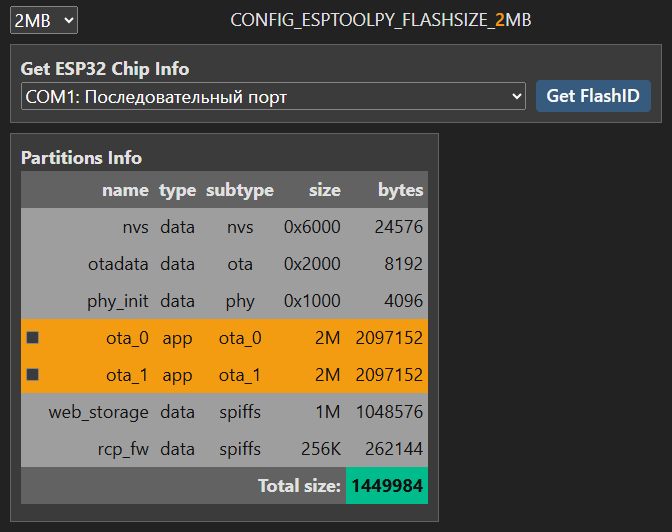 2MB CONFIG_ESPTOOLPY_FLASHSIZE_2MB
Get ESP32 Chip Info
COM1: Последовательный порт Get FlashID
Partitions Info
name type subtype size bytes
nvs data nvs 0x6000 24576
otadata data ota 0x2000 8192
phy_init data phy 0x1000 4096
ota_0 app ota_0 2M 2097152
ota_1 app ota_1 2M 2097152
web_storage data spiffs 1M 1048576
rcp_fw data spiffs 256K 262144
Total size: 1449984